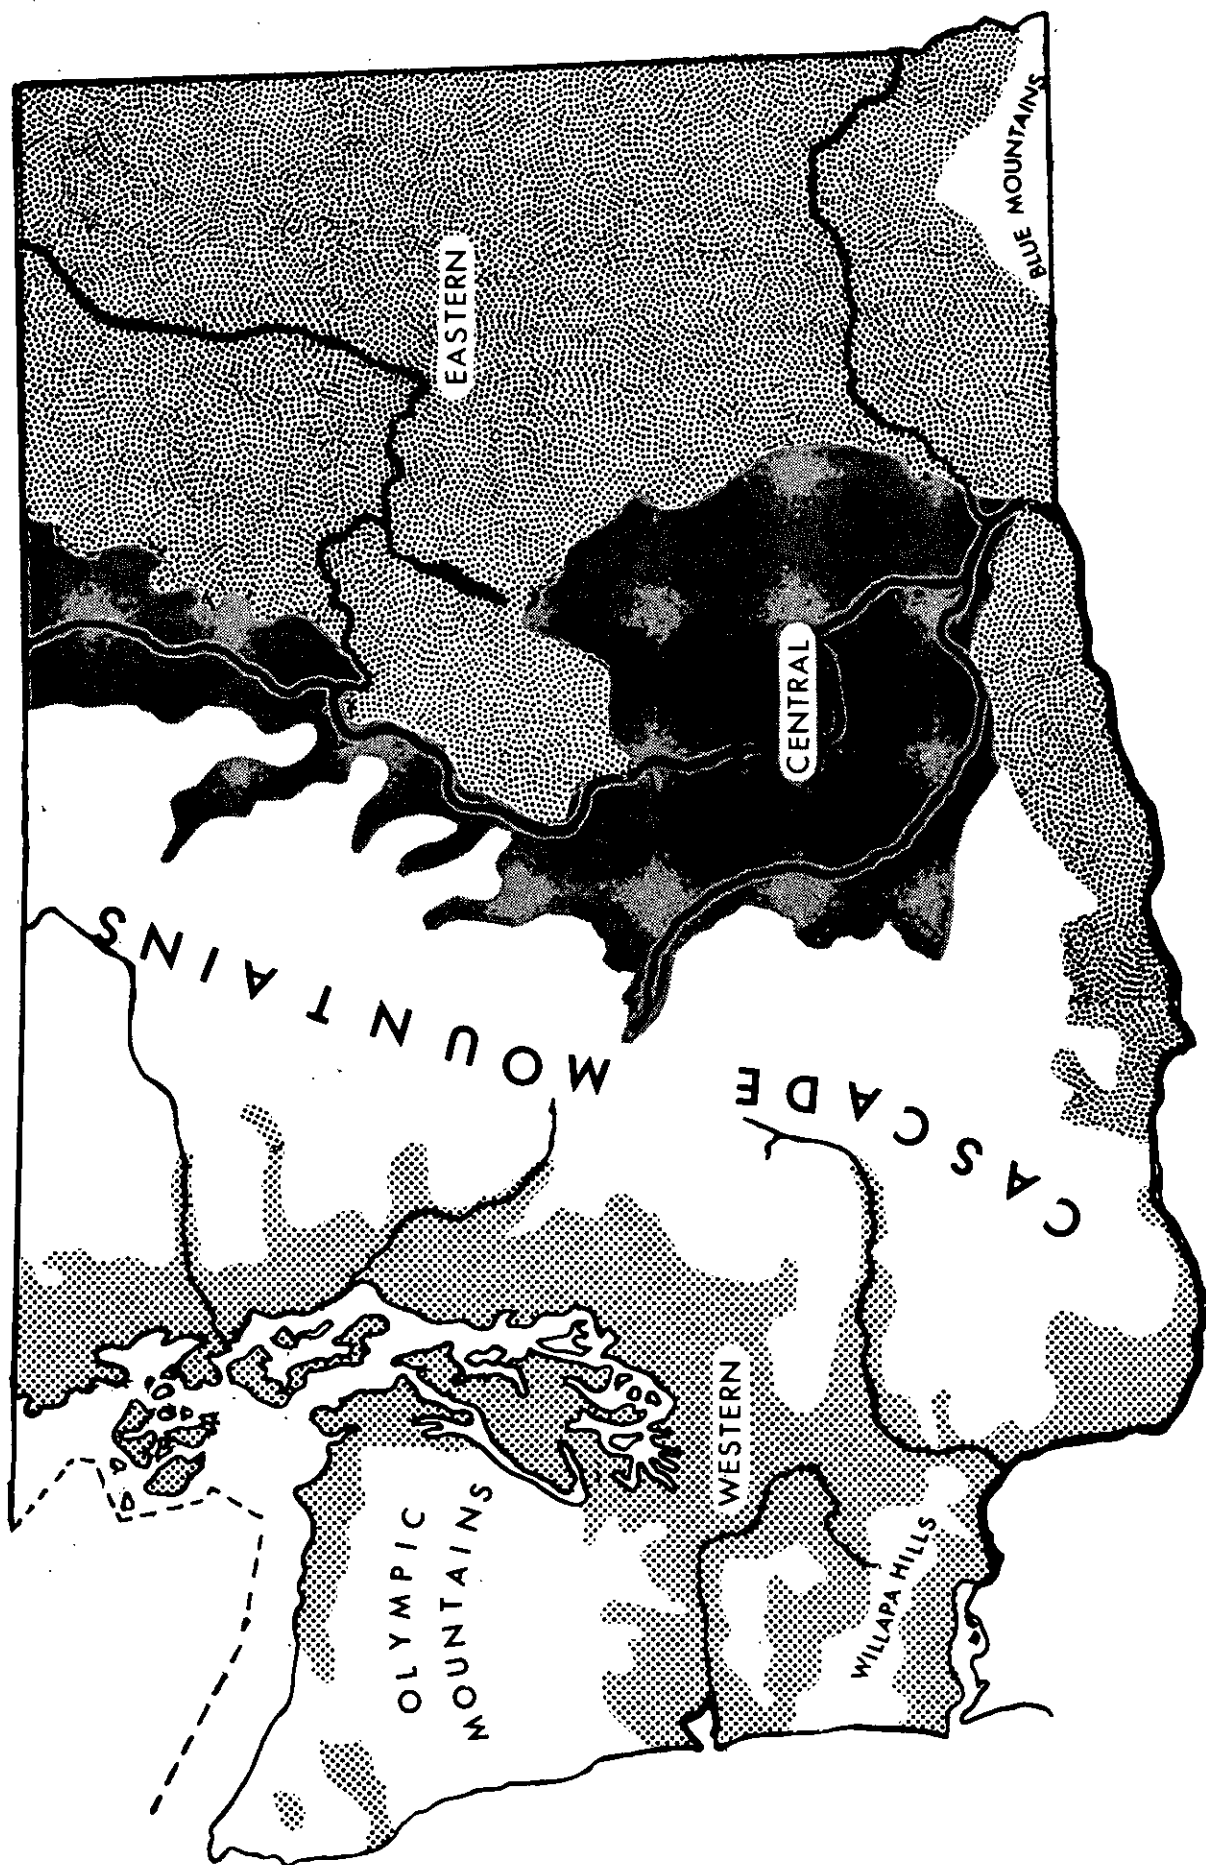 OLYMPIC
MOUNTAINS
WILLAPA HILLS
WESTERN
CASCADE
MOUNTAINS
CENTRAL
EASTERN
BLUE MOUNTAINS